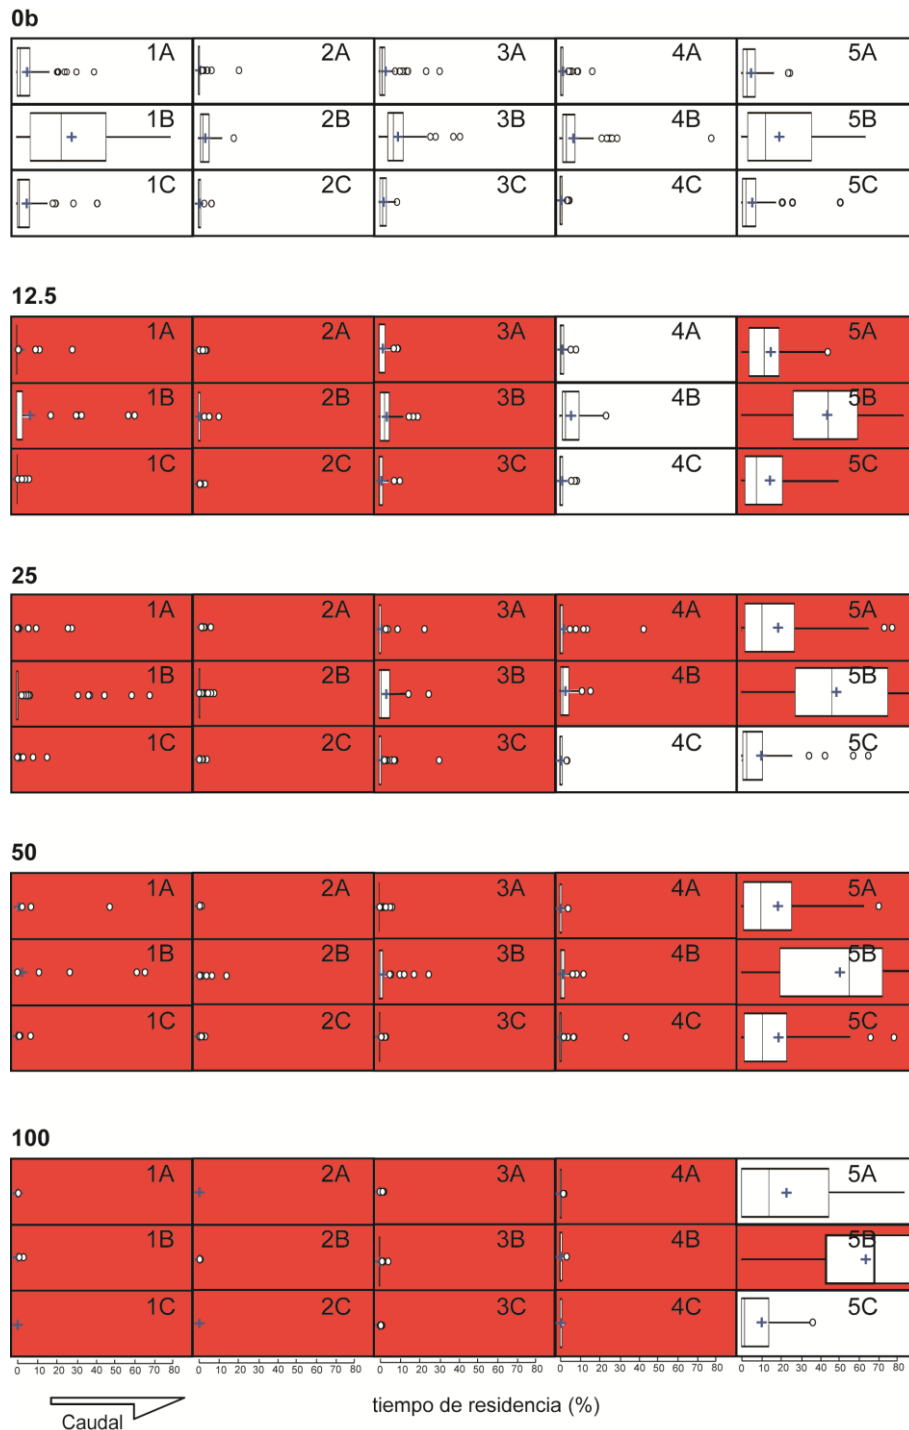 0b
1A 2A 3A 4A 5A
1B 2B 3B 4B 5B
1C 2C 3C 4C 5C
12.5
1A 2A 3A 4A 5A
1B 2B 3B 4B 5B
1C 2C 3C 4C 5C
25
1A 2A 3A 4A 5A
1B 2B 3B 4B 5B
1C 2C 3C 4C 5C
50
1A 2A 3A 4A 5A
1B 2B 3B 4B 5B
1C 2C 3C 4C 5C
100
1A 2A 3A 4A 5A
1B 2B 3B 4B 5B
1C 2C 3C 4C 5C
0 10 20 30 40 50 60 70 80 0 10 20 30 40 50 60 70 80 0 10 20 30 40 50 60 70 80 0 10 20 30 40 50 60 70 80 0 10 20 30 40 50 60 70 80
tiempo de residencia (%)
Caudal